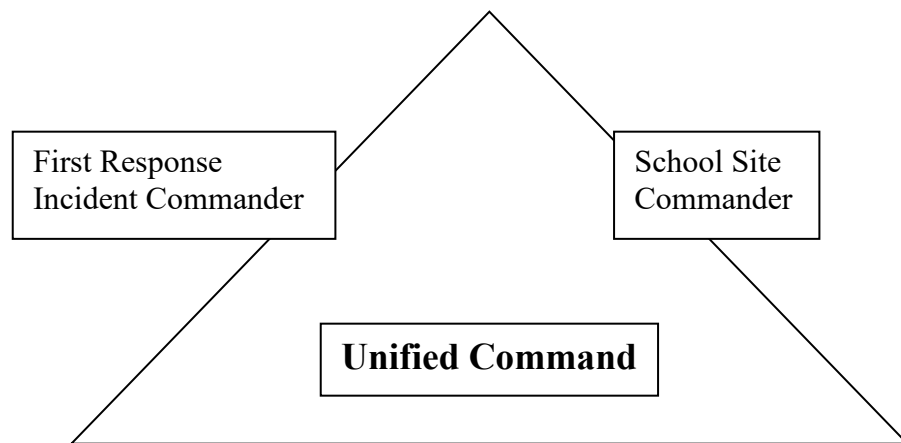 First Response
Incident Commander
School Site
Commander
Unified Command